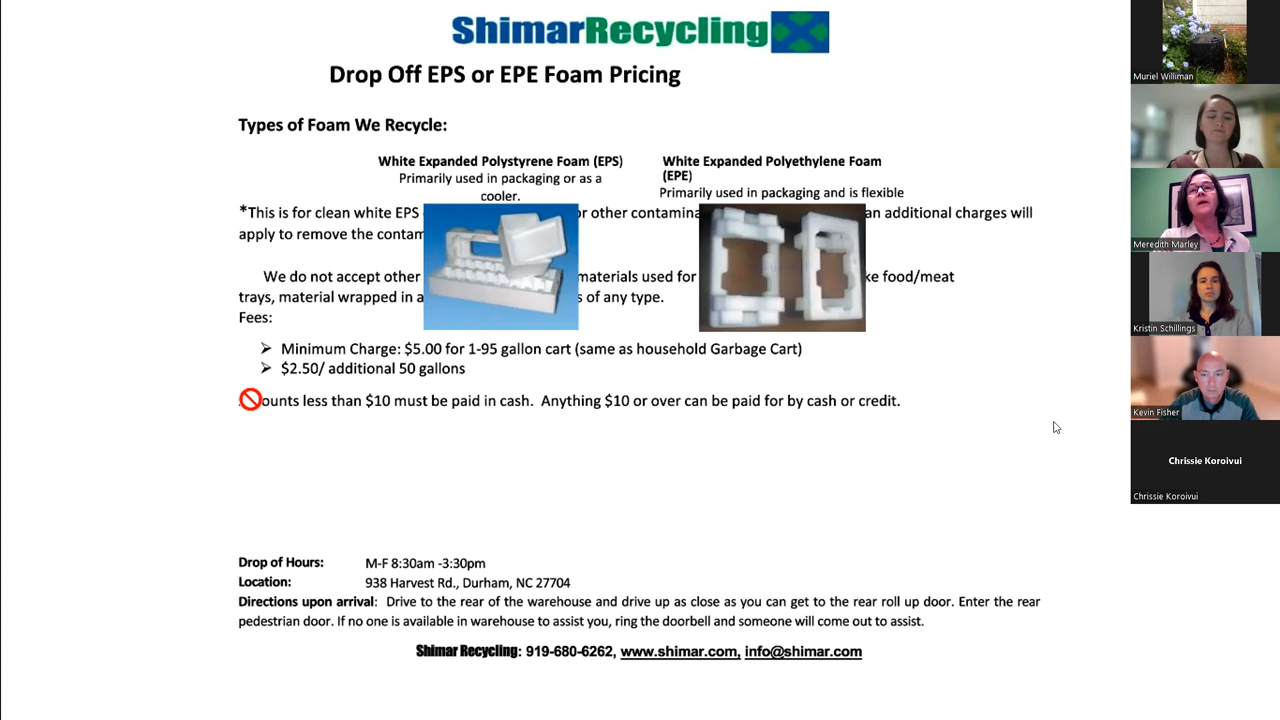 ShimarRecycling
Drop Off EPS or EPE Foam Pricing
Types of Foam We Recycle:
White Expanded Polystyrene Foam (EPS)
Primarily used in packaging or as a
cooler.
White Expanded Polyethylene Foam
(EPE)
Primarily used in packaging and is flexible
*This is for clean white EPS or other an additional charges will
apply to remove the
We do not accept other materials used for food/meat
trays, material wrapped in of any type.
Fees:
➢ Minimum Charge: $5.00 for 1-95 gallon cart (same as household Garbage Cart)
➢ $2.50/ additional 50 gallons
less than $10 must be paid in cash. Anything $10 or over can be paid for by cash or credit.
Drop of Hours: M-F 8:30am -3:30pm
Location: 938 Harvest Rd., Durham, NC 27704
Directions upon arrival: Drive to the rear of the warehouse and drive up as close as you can get to the rear roll up door. Enter the rear
pedestrian door. If no one is available in warehouse to assist you, ring the doorbell and someone will come out to assist.
Shimar Recycling: 919-680-6262, www.shimar.com, info@shimar.com
Muriel Williman
Meredith Marley
Kristin Schillings
Kevin Fisher
Chrissie Koroivui
Chrissie Koroivui